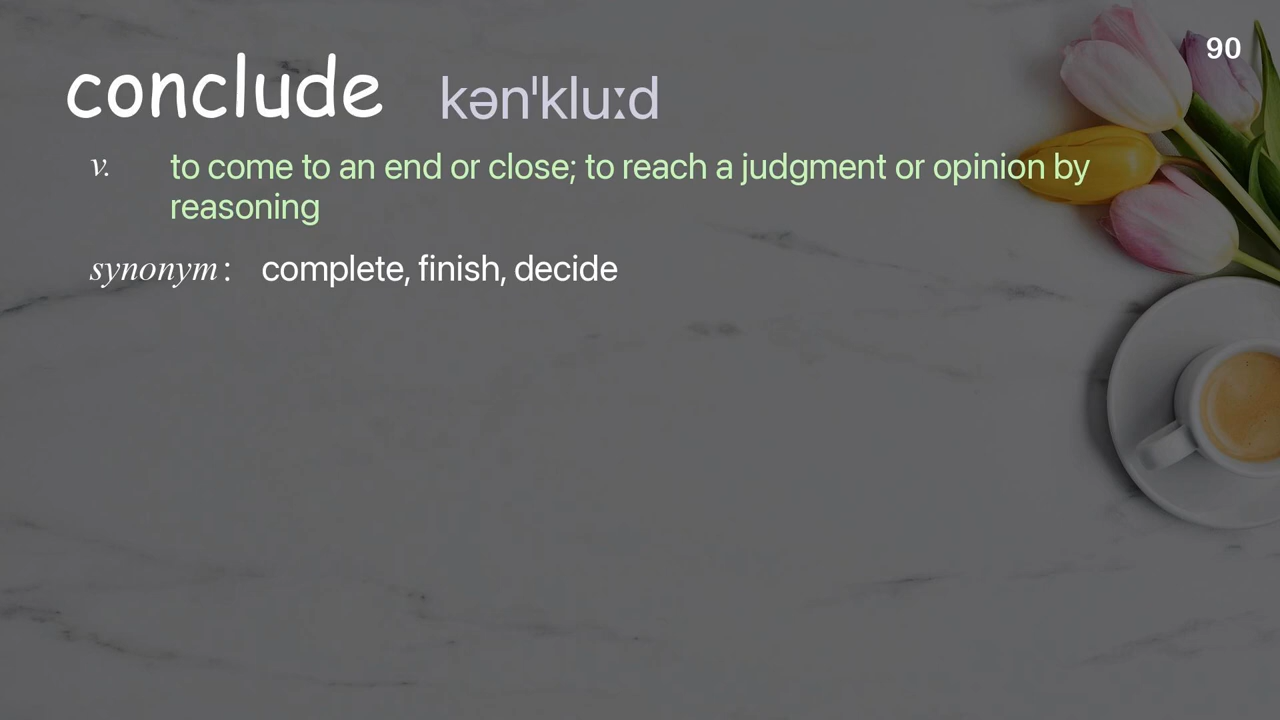 90
conclude kən'kluːd
v. to come to an end or close; to reach a judgment or opinion by
reasoning
synonym: complete, finish, decide